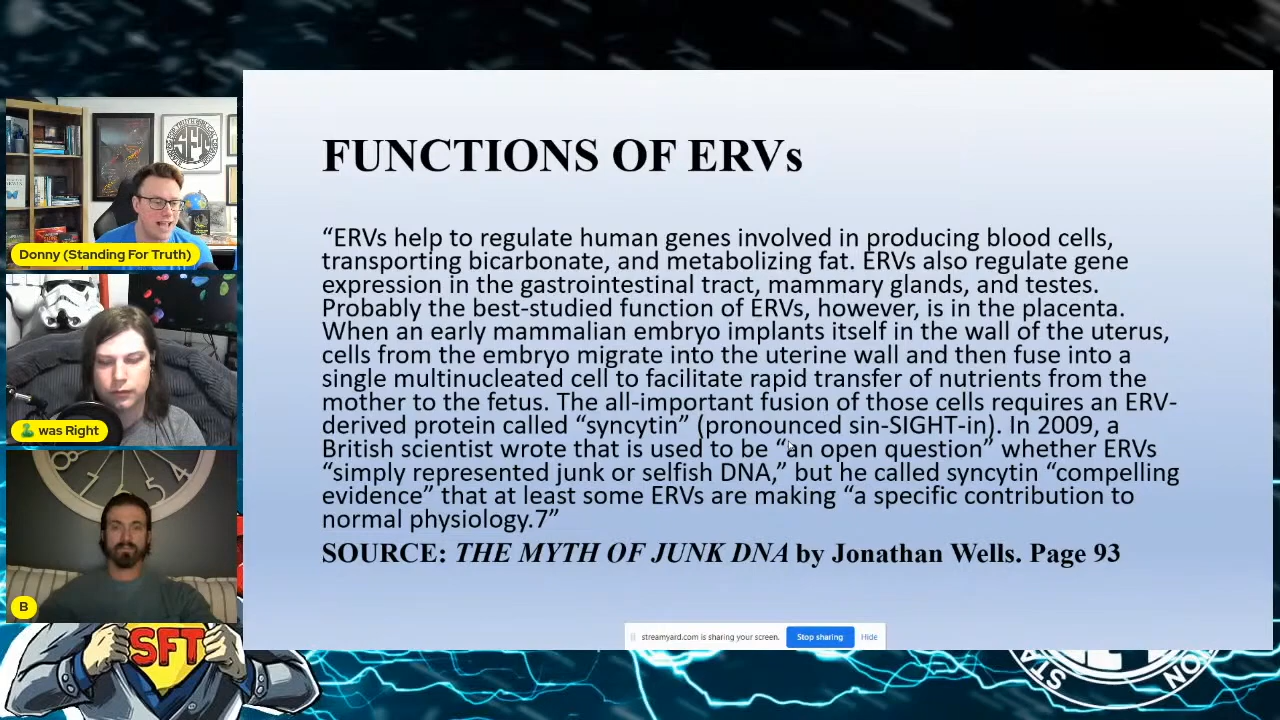 FUNCTIONS OF ERVs
“ERVs help to regulate human genes involved in producing blood cells,
transporting bicarbonate, and metabolizing fat. ERVs also regulate gene
expression in the gastrointestinal tract, mammary glands, and testes.
Probably the best-studied function of ERVs, however, is in the placenta.
When an early mammalian embryo implants itself in the wall of the uterus,
cells from the embryo migrate into the uterine wall and then fuse into a
single multinucleated cell to facilitate rapid transfer of nutrients from the
mother to the fetus. The all-important fusion of those cells requires an ERV-
derived protein called “syncytin” (pronounced sin-SIGHT-in). In 2009, a
British scientist wrote that is used to be “an open question” whether ERVs
“simply represented junk or selfish DNA,” but he called syncytin “compelling
evidence” that at least some ERVs are making “a specific contribution to
normal physiology.7”
SOURCE: THE MYTH OF JUNK DNA by Jonathan Wells. Page 93
streamyard.com is sharing your screen.
Stop sharing
Hide
SFT
Donny (Standing For Truth)
was Right
B
SFT